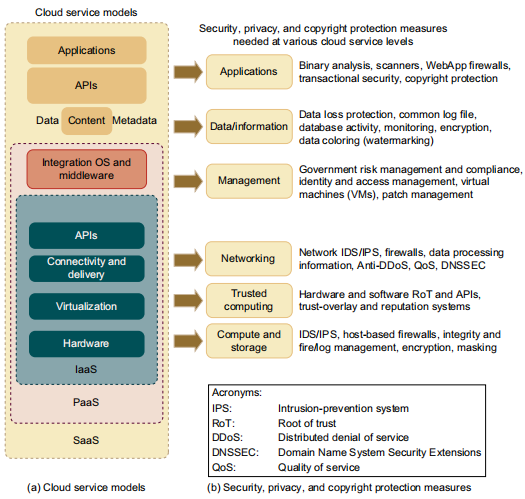 Cloud service models
Security, privacy, and copyright protection measures
needed at various cloud service levels
Applications
APIs
Data
Content
Metadata
Integration OS and
middleware
APIs
Connectivity and
delivery
Virtualization
Hardware
IaaS
PaaS
SaaS
Applications
Binary analysis, scanners, WebApp firewalls,
transactional security, copyright protection
Data/information
Data loss protection, common log file,
database activity, monitoring, encryption,
data coloring (watermarking)
Management
Government risk management and compliance,
identity and access management, virtual
machines (VMs), patch management
Networking
Network IDS/IPS, firewalls, data processing
information, Anti-DDoS, QoS, DNSSEC
Trusted
computing
Hardware and software RoT and APIs,
trust-overlay and reputation systems
Compute and
storage
IDS/IPS, host-based firewalls, integrity and
fire/log management, encryption, masking
Acronyms:
IPS: Intrusion-prevention system
RoT: Root of trust
DDoS: Distributed denial of service
DNSSEC: Domain Name System Security Extensions
QoS: Quality of service
(a) Cloud service models
(b) Security, privacy, and copyright protection measures